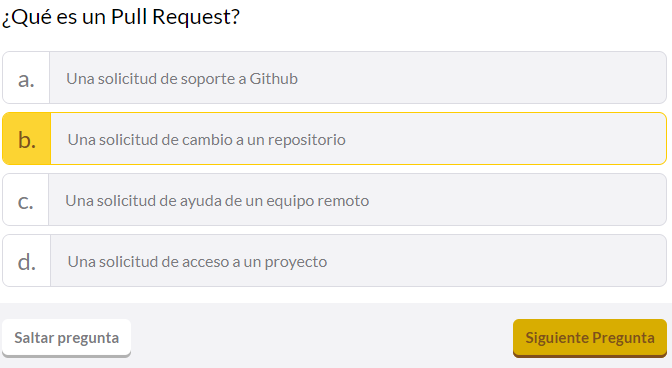 ¿Qué es un Pull Request?
a. Una solicitud de soporte a Github
b. Una solicitud de cambio a un repositorio
c. Una solicitud de ayuda de un equipo remoto
d. Una solicitud de acceso a un proyecto
Saltar pregunta Siguiente Pregunta